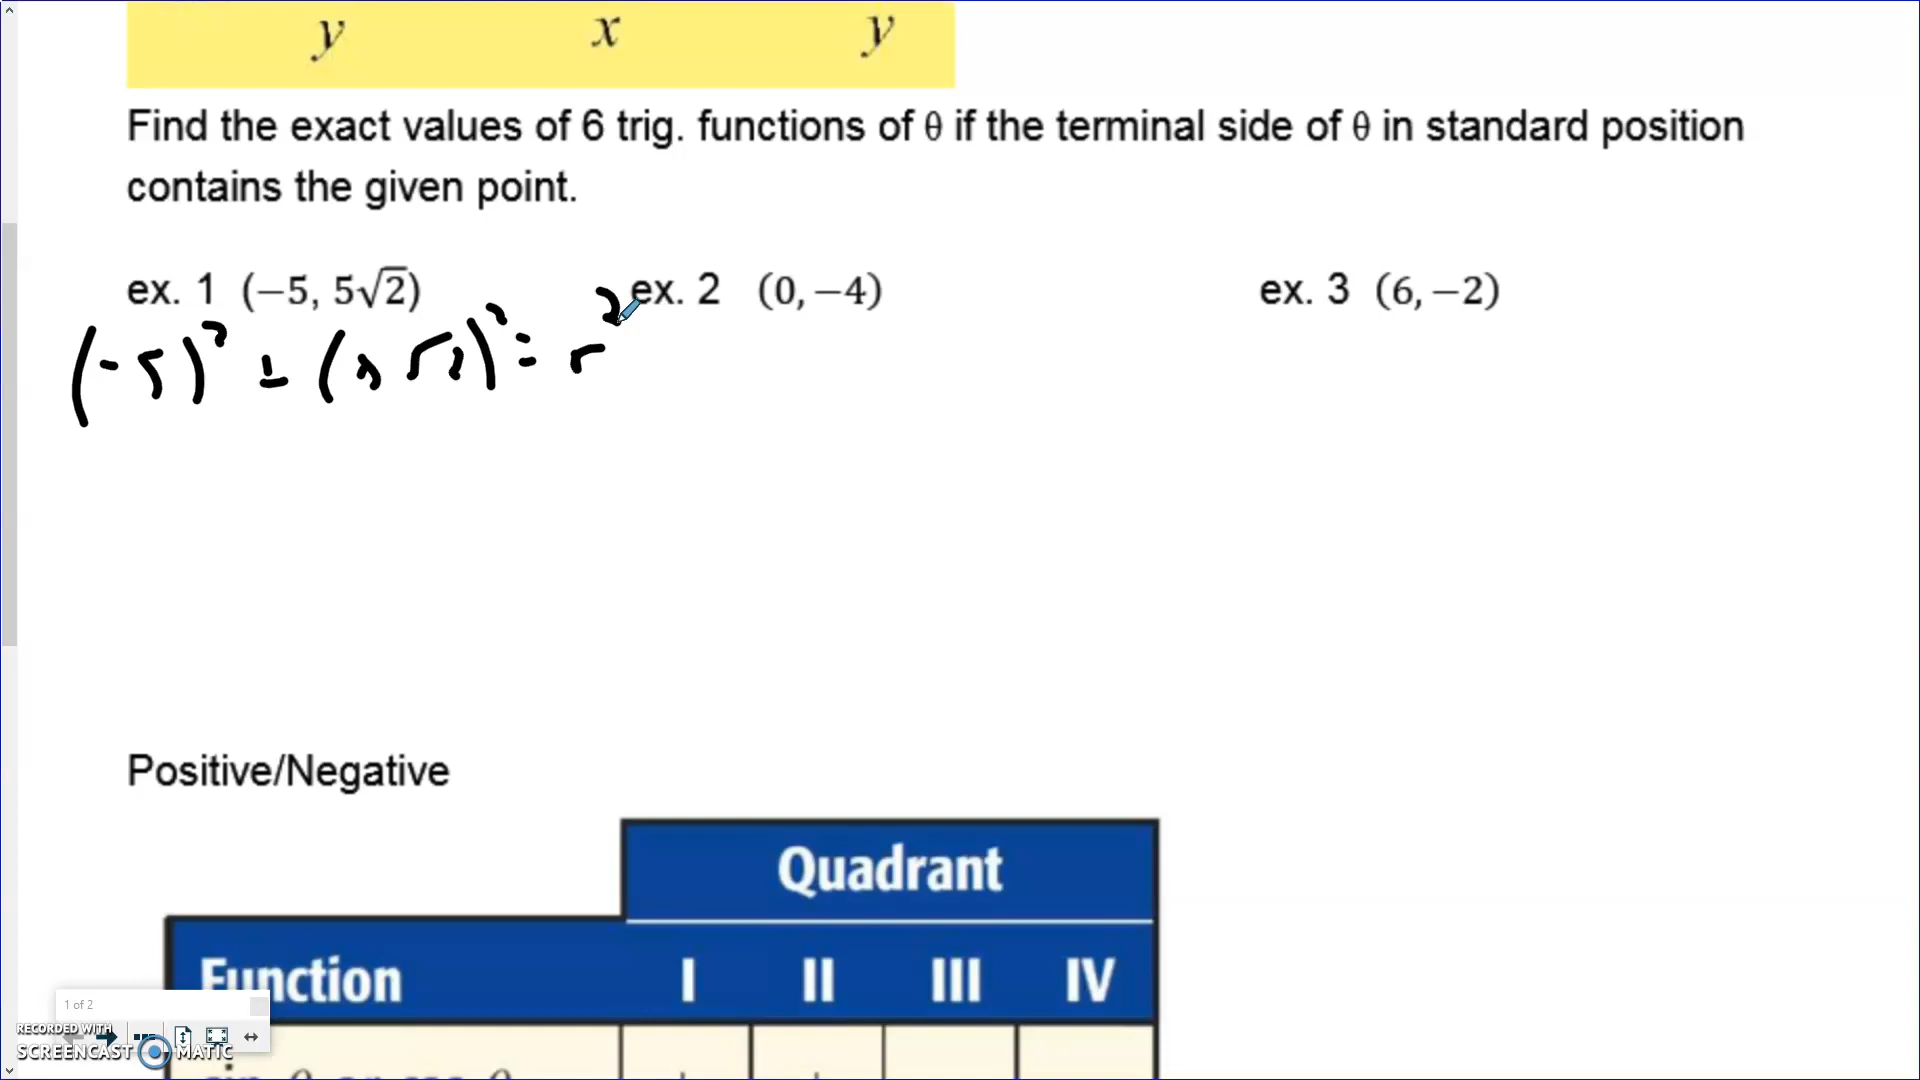 y x y
Find the exact values of 6 trig. functions of θ if the terminal side of θ in standard position
contains the given point.
ex. 1 (−5, 5√2) ex. 2 (0, −4) ex. 3 (6, −2)
(-5)² + (5√2)² = r²
Positive/Negative
Quadrant
Function I II III IV
1 of 2
RECORDED WITH
SCREENCAST MATIC